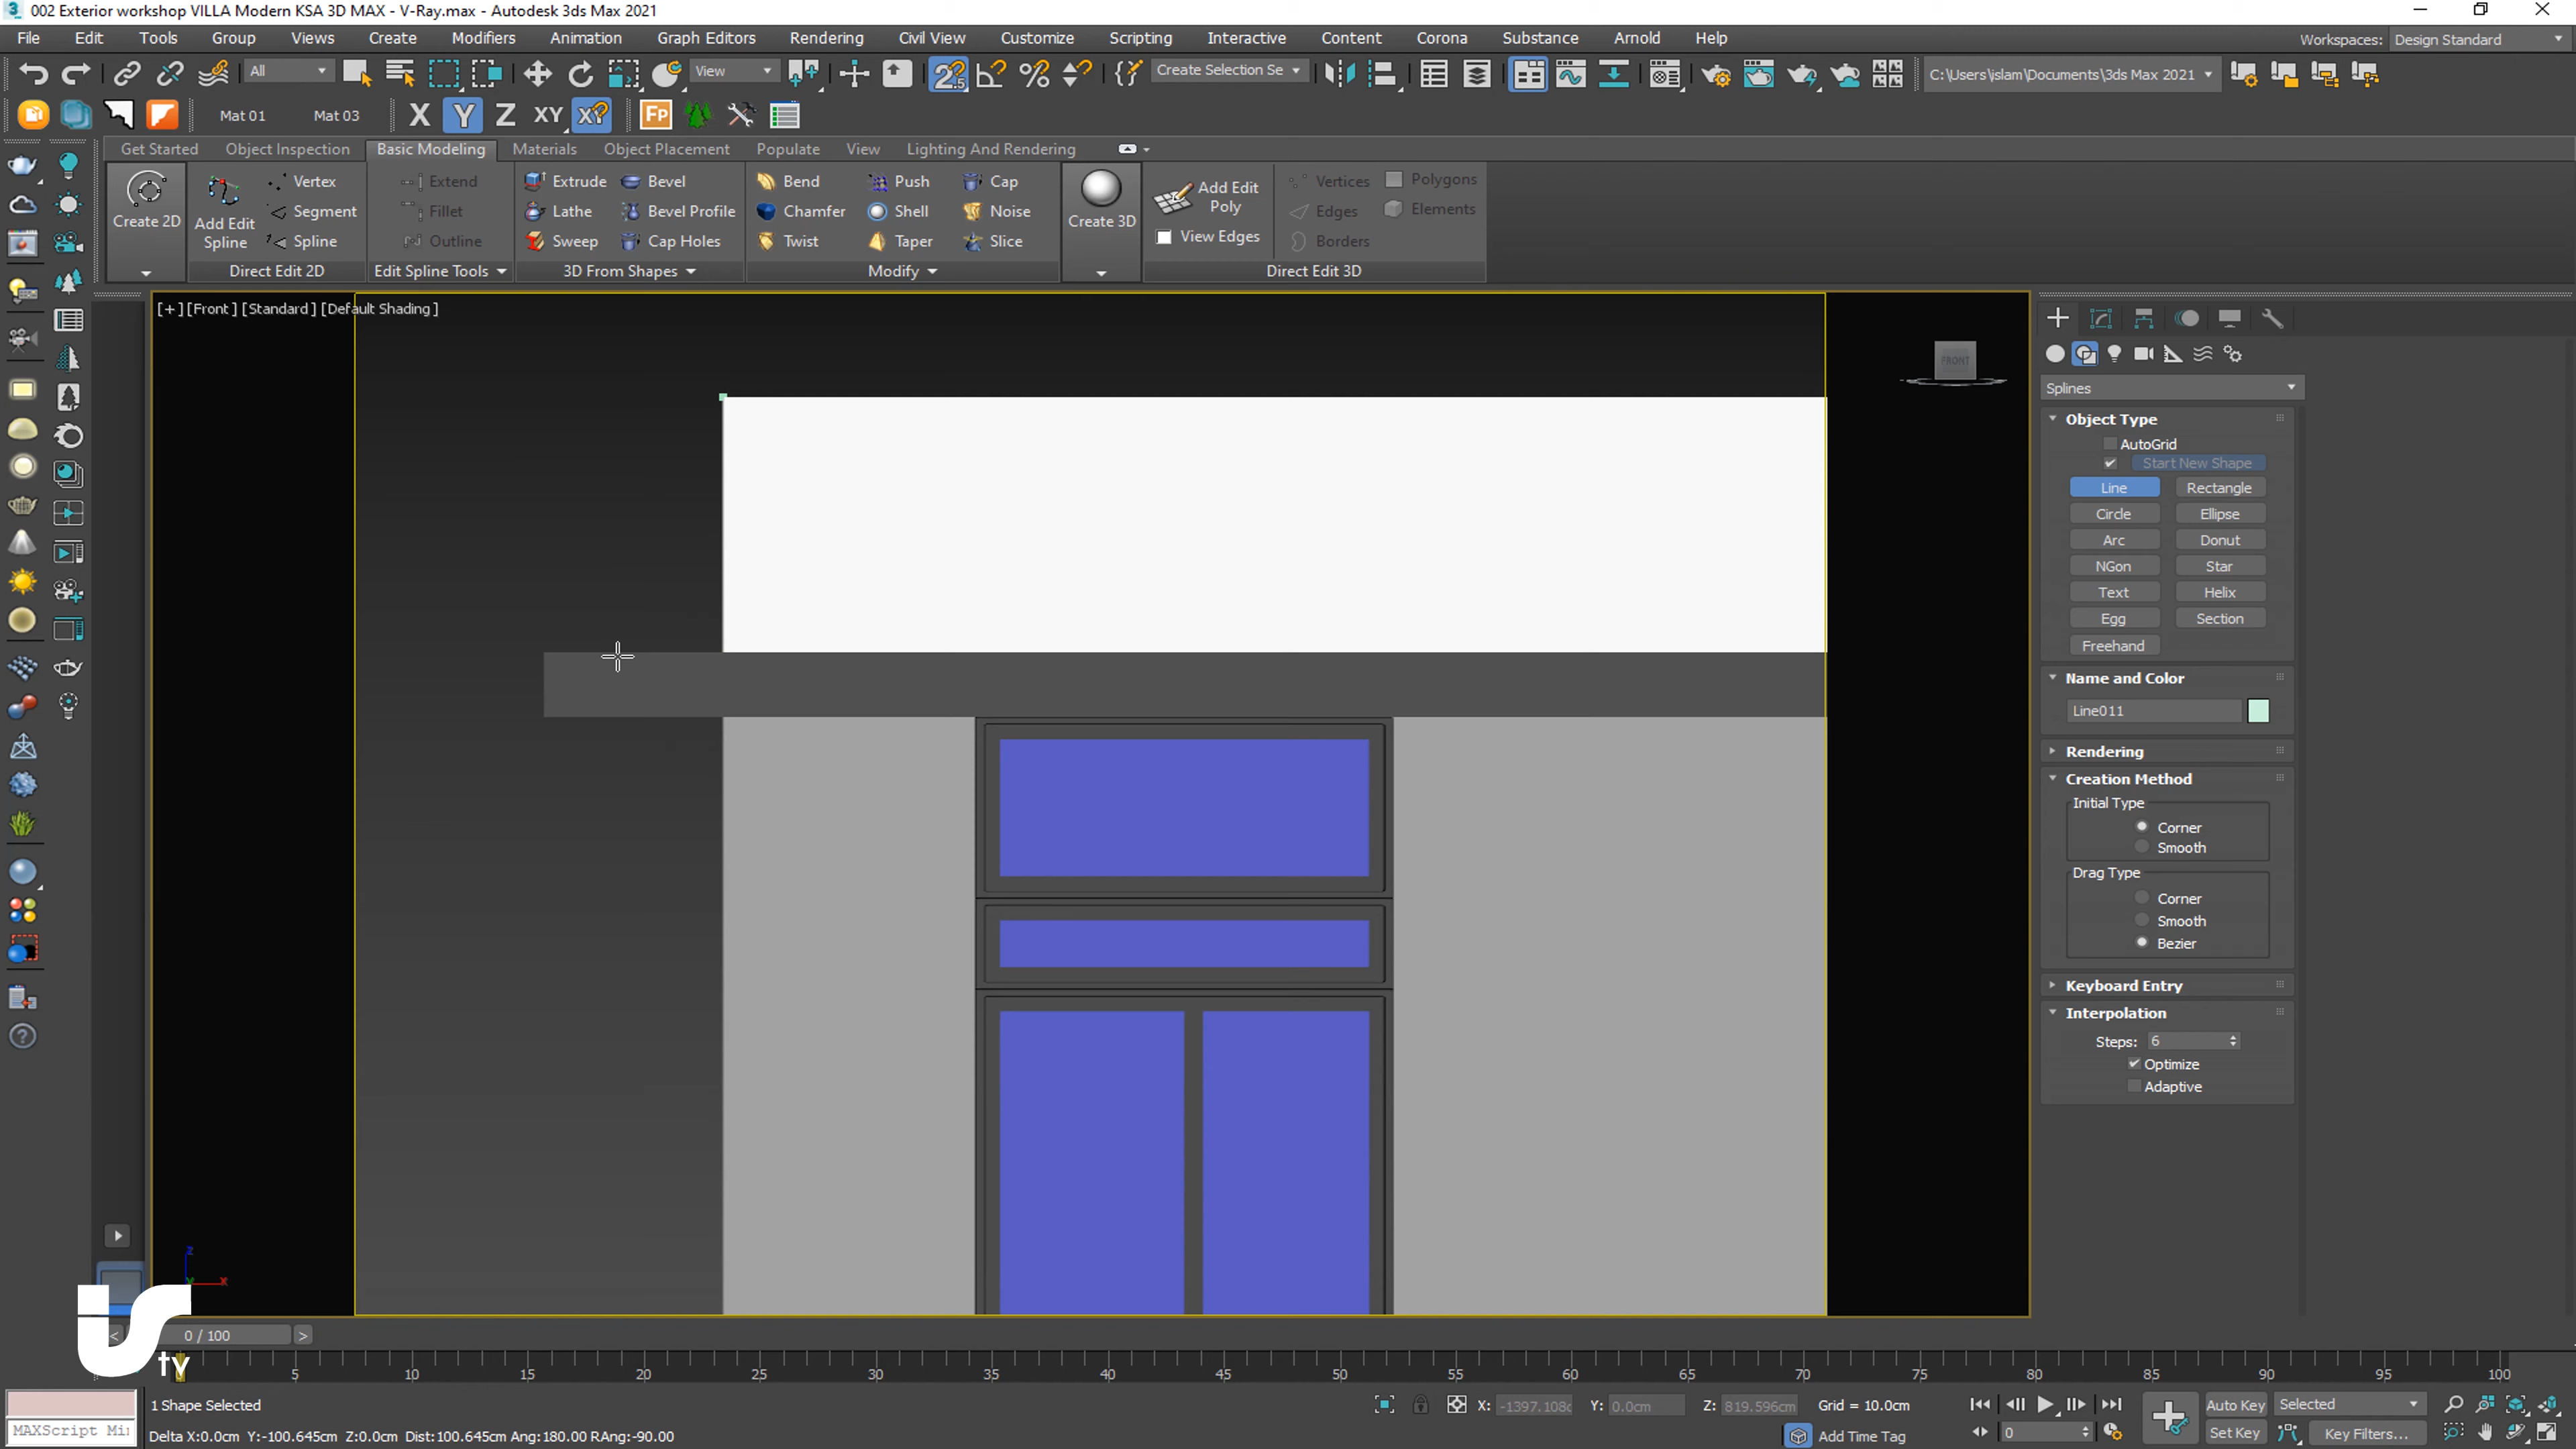 002 Exterior workshop VILLA Modern KSA 3D MAX - V-Ray.max - Autodesk 3ds Max 2021
File Edit Tools Group Views Create Modifiers Animation Graph Editors Rendering Civil View Customize Scripting Interactive Content Corona Substance Arnold Help Workspaces: Design Standard
All View Create Selection Se C:\Users\islam\Documents\3ds Max 2021
Mat 01 Mat 03 X Y Z XY
Get Started Object Inspection Basic Modeling Materials Object Placement Populate View Lighting And Rendering
Vertex Extend Extrude Bevel Bend Push Cap Vertices Polygons
Create 2D Add Edit Spline Segment Fillet Lathe Bevel Profile Chamfer Shell Noise Create 3D Add Edit Poly Edges Elements
Spline Outline Sweep Cap Holes Twist Taper Slice View Edges Borders
Direct Edit 2D Edit Spline Tools 3D From Shapes Modify Direct Edit 3D
[+] [Front] [Standard] [Default Shading]
FRONT
Splines
Object Type
AutoGrid
Start New Shape
Line Rectangle
Circle Ellipse
Arc Donut
NGon Star
Text Helix
Egg Section
Freehand
Name and Color
Line011
Rendering
Creation Method
Initial Type
Corner
Smooth
Drag Type
Corner
Smooth
Bezier
Keyboard Entry
Interpolation
Steps: 6
Optimize
Adaptive
z
x
ty
< 0 / 100 >
5 10 15 20 25 30 35 40 45 50 55 60 65 70 75 80 85 90 95 100
1 Shape Selected X: -1397.108c Y: 0.0cm Z: 819.596cm Grid = 10.0cm Auto Key Selected
MAXScript Mi Delta X:0.0cm Y:-100.645cm Z:0.0cm Dist:100.645cm Ang:180.00 RAng:-90.00 Add Time Tag 0 Set Key Key Filters...